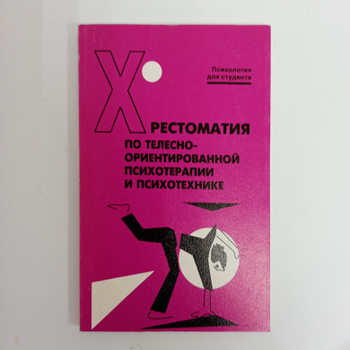 Психология
для студента
ХРЕСТОМАТИЯ
ПО ТЕЛЕСНО-
ОРИЕНТИРОВАННОЙ
ПСИХОТЕРАПИИ
И ПСИХОТЕХНИКЕ